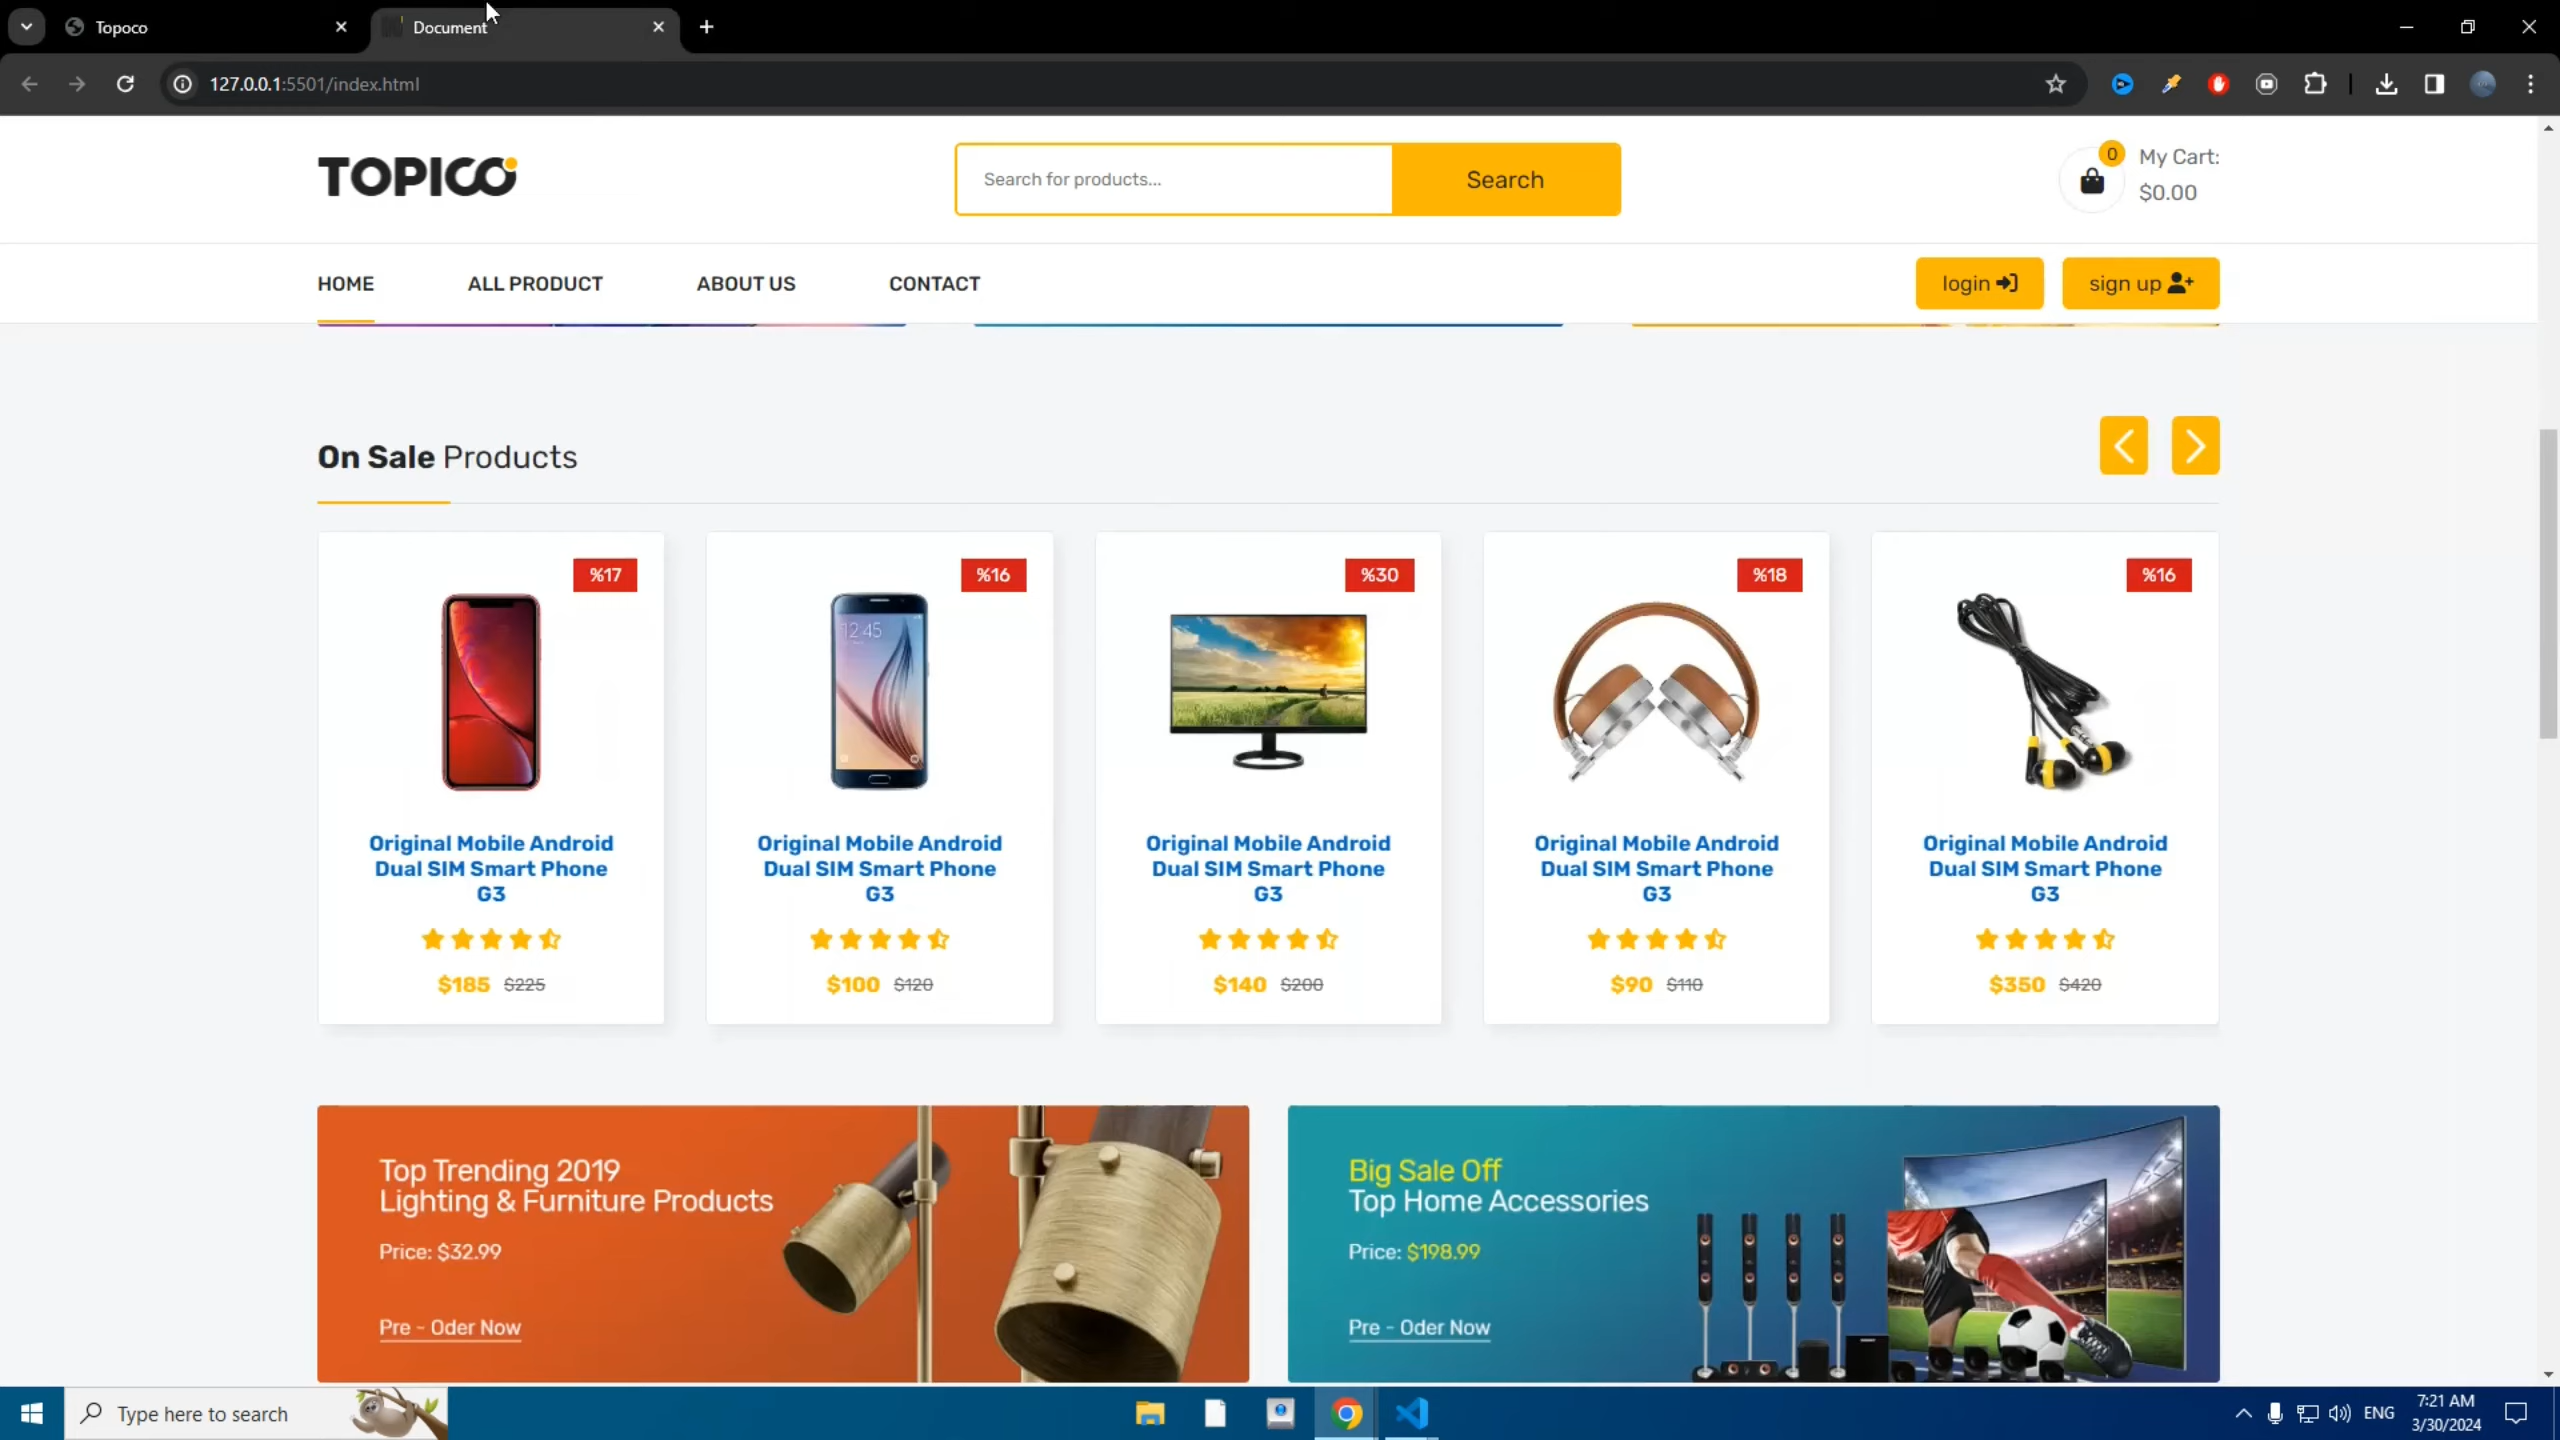 Topoco
Document
127.0.0.1:5501/index.html
TOPICO
Search for products...
Search
0
My Cart:
$0.00
HOME
ALL PRODUCT
ABOUT US
CONTACT
login
sign up
On Sale Products
%17
%16
%30
%18
%16
12 45
Original Mobile Android
Dual SIM Smart Phone
G3
$185 $225
Original Mobile Android
Dual SIM Smart Phone
G3
$100 $120
Original Mobile Android
Dual SIM Smart Phone
G3
$140 $200
Original Mobile Android
Dual SIM Smart Phone
G3
$90 $110
Original Mobile Android
Dual SIM Smart Phone
G3
$350 $420
Top Trending 2019
Lighting & Furniture Products
Price: $32.99
Pre - Oder Now
Big Sale Off
Top Home Accessories
Price: $198.99
Pre - Oder Now
Type here to search
ENG
7:21 AM
3/30/2024